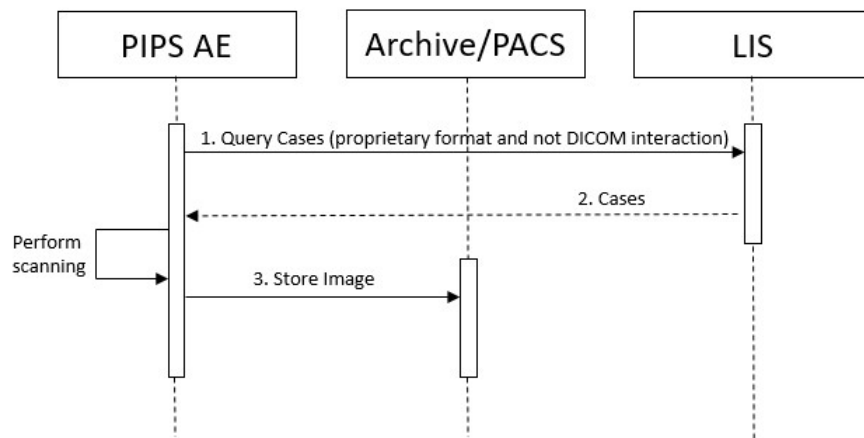 PIPS AE
Archive/PACS
LIS
1. Query Cases (proprietary format and not DICOM interaction)
2. Cases
Perform
scanning
3. Store Image